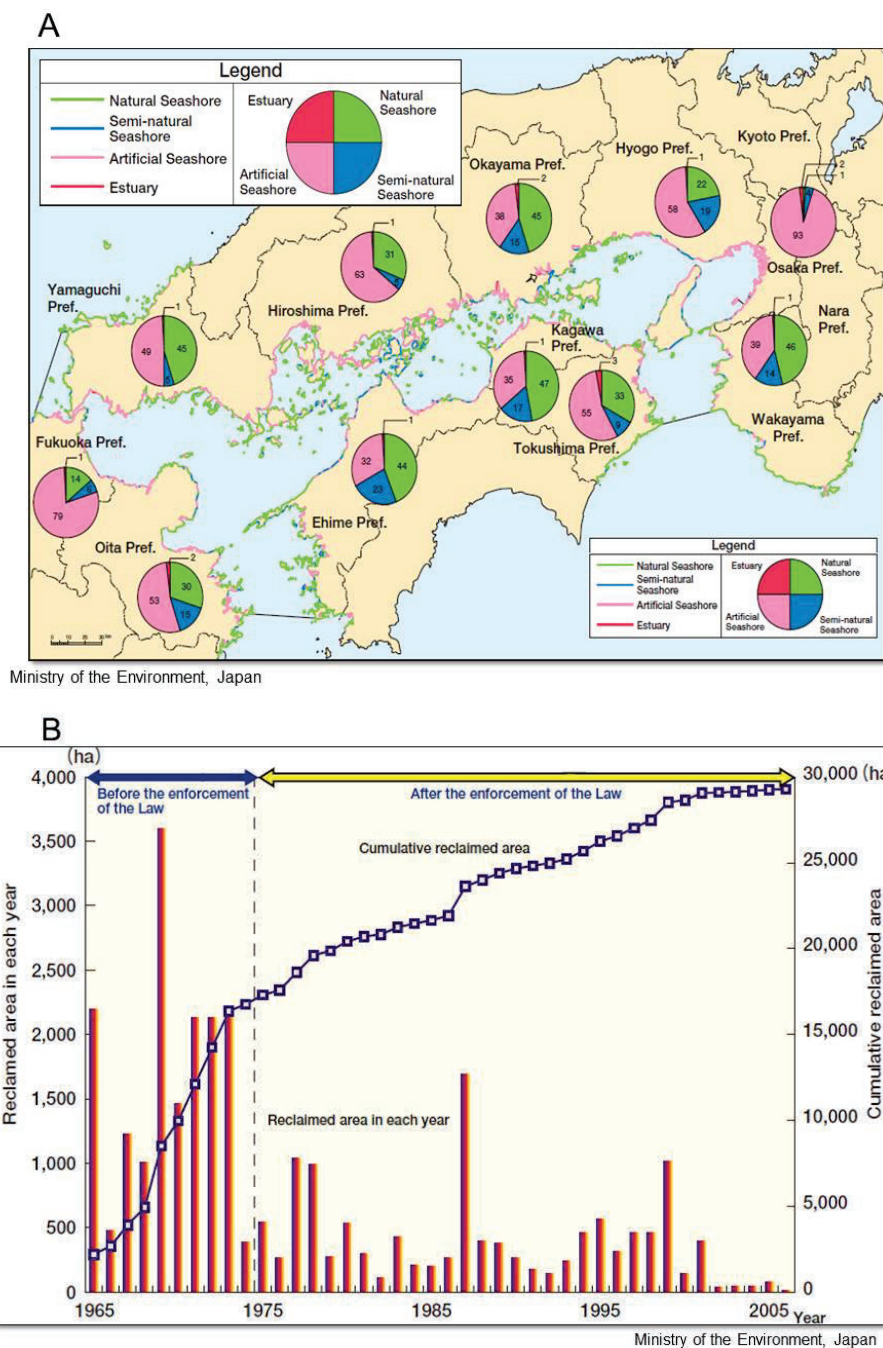 A
Legend
Natural Seashore
Semi-natural
Seashore
Artificial Seashore
Estuary
Estuary
Natural
Seashore
Artificial
Seashore
Semi-natural
Seashore
Kyoto Pref.
Hyogo Pref.
1
22
19
58
2
1
4
93
Osaka Pref.
Okayama Pref.
2
45
15
38
1
31
5
63
Hiroshima Pref.
Yamaguchi
Pref.
1
45
5
49
Nara
Pref.
1
46
14
39
Wakayama
Pref.
Kagawa
Pref.
1
47
17
35
3
33
9
55
Tokushima Pref.
Fukuoka Pref.
1
14
6
79
1
44
23
32
Ehime Pref.
Oita Pref.
2
30
15
53
Legend
Natural Seashore
Semi-natural
Seashore
Artificial Seashore
Estuary
Estuary
Natural
Seashore
Artificial
Seashore
Semi-natural
Seashore
Ministry of the Environment, Japan
B
(ha)
30,000 (ha
4,000
3,500
3,000
2,500
2,000
1,500
1,000
500
0
Reclamed area in each year
Before the enforcement
of the Law
After the enforcement of the Law
Cumulative reclaimed area
Reclaimed area in each year
25,000
20,000
15,000
10,000
5,000
0
Cumulative reclaimed area
1965 1975 1985 1995 2005 Year
Ministry of the Environment, Japan